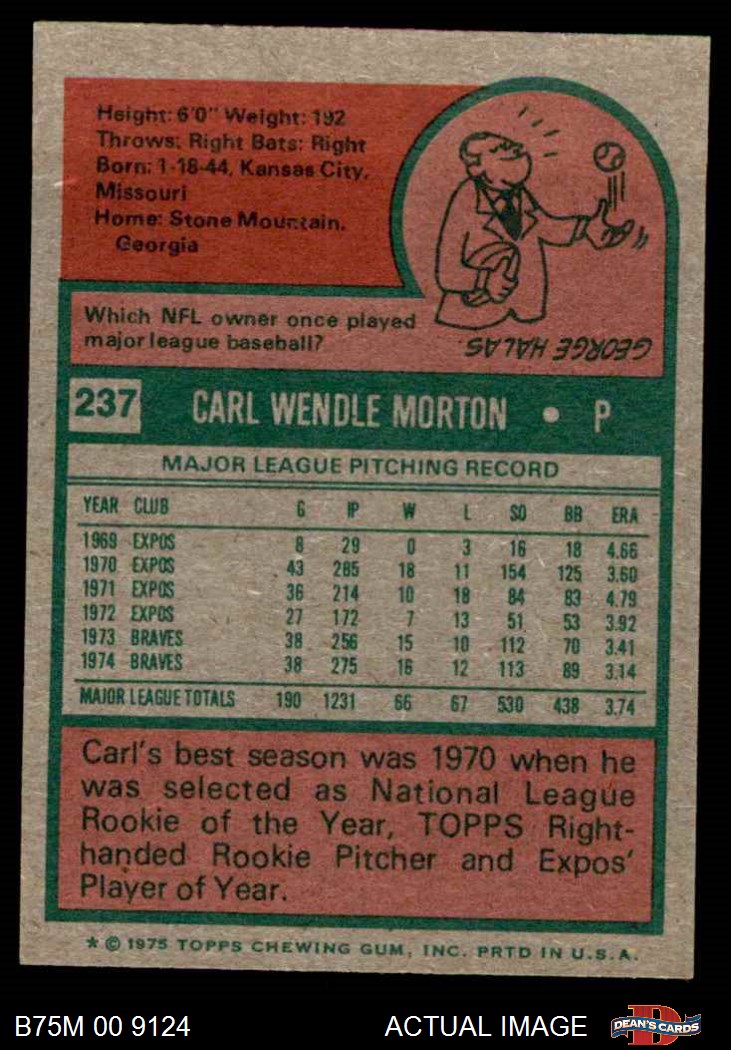 Height: 6'0" Weight: 192
Throws: Right Bats: Right
Born: 1-18-44, Kansas City,
Missouri
Home: Stone Mountain,
Georgia
Which NFL owner once played
major league baseball?
GEORGE HALAS
237 CARL WENDLE MORTON • P
MAJOR LEAGUE PITCHING RECORD
YEAR CLUB G IP W L SO BB ERA
1969 EXPOS 8 29 0 3 16 18 4.66
1970 EXPOS 43 285 18 11 154 125 3.60
1971 EXPOS 36 214 10 18 84 83 4.79
1972 EXPOS 27 172 7 13 51 53 3.92
1973 BRAVES 38 256 15 10 112 70 3.41
1974 BRAVES 38 275 16 12 113 89 3.14
MAJOR LEAGUE TOTALS 190 1231 66 67 530 438 3.74
Carl's best season was 1970 when he
was selected as National League
Rookie of the Year, TOPPS Right-
handed Rookie Pitcher and Expos'
Player of Year.
* © 1975 TOPPS CHEWING GUM, INC. PRTD IN U.S.A.
B75M 00 9124 ACTUAL IMAGE DEAN'S CARDS